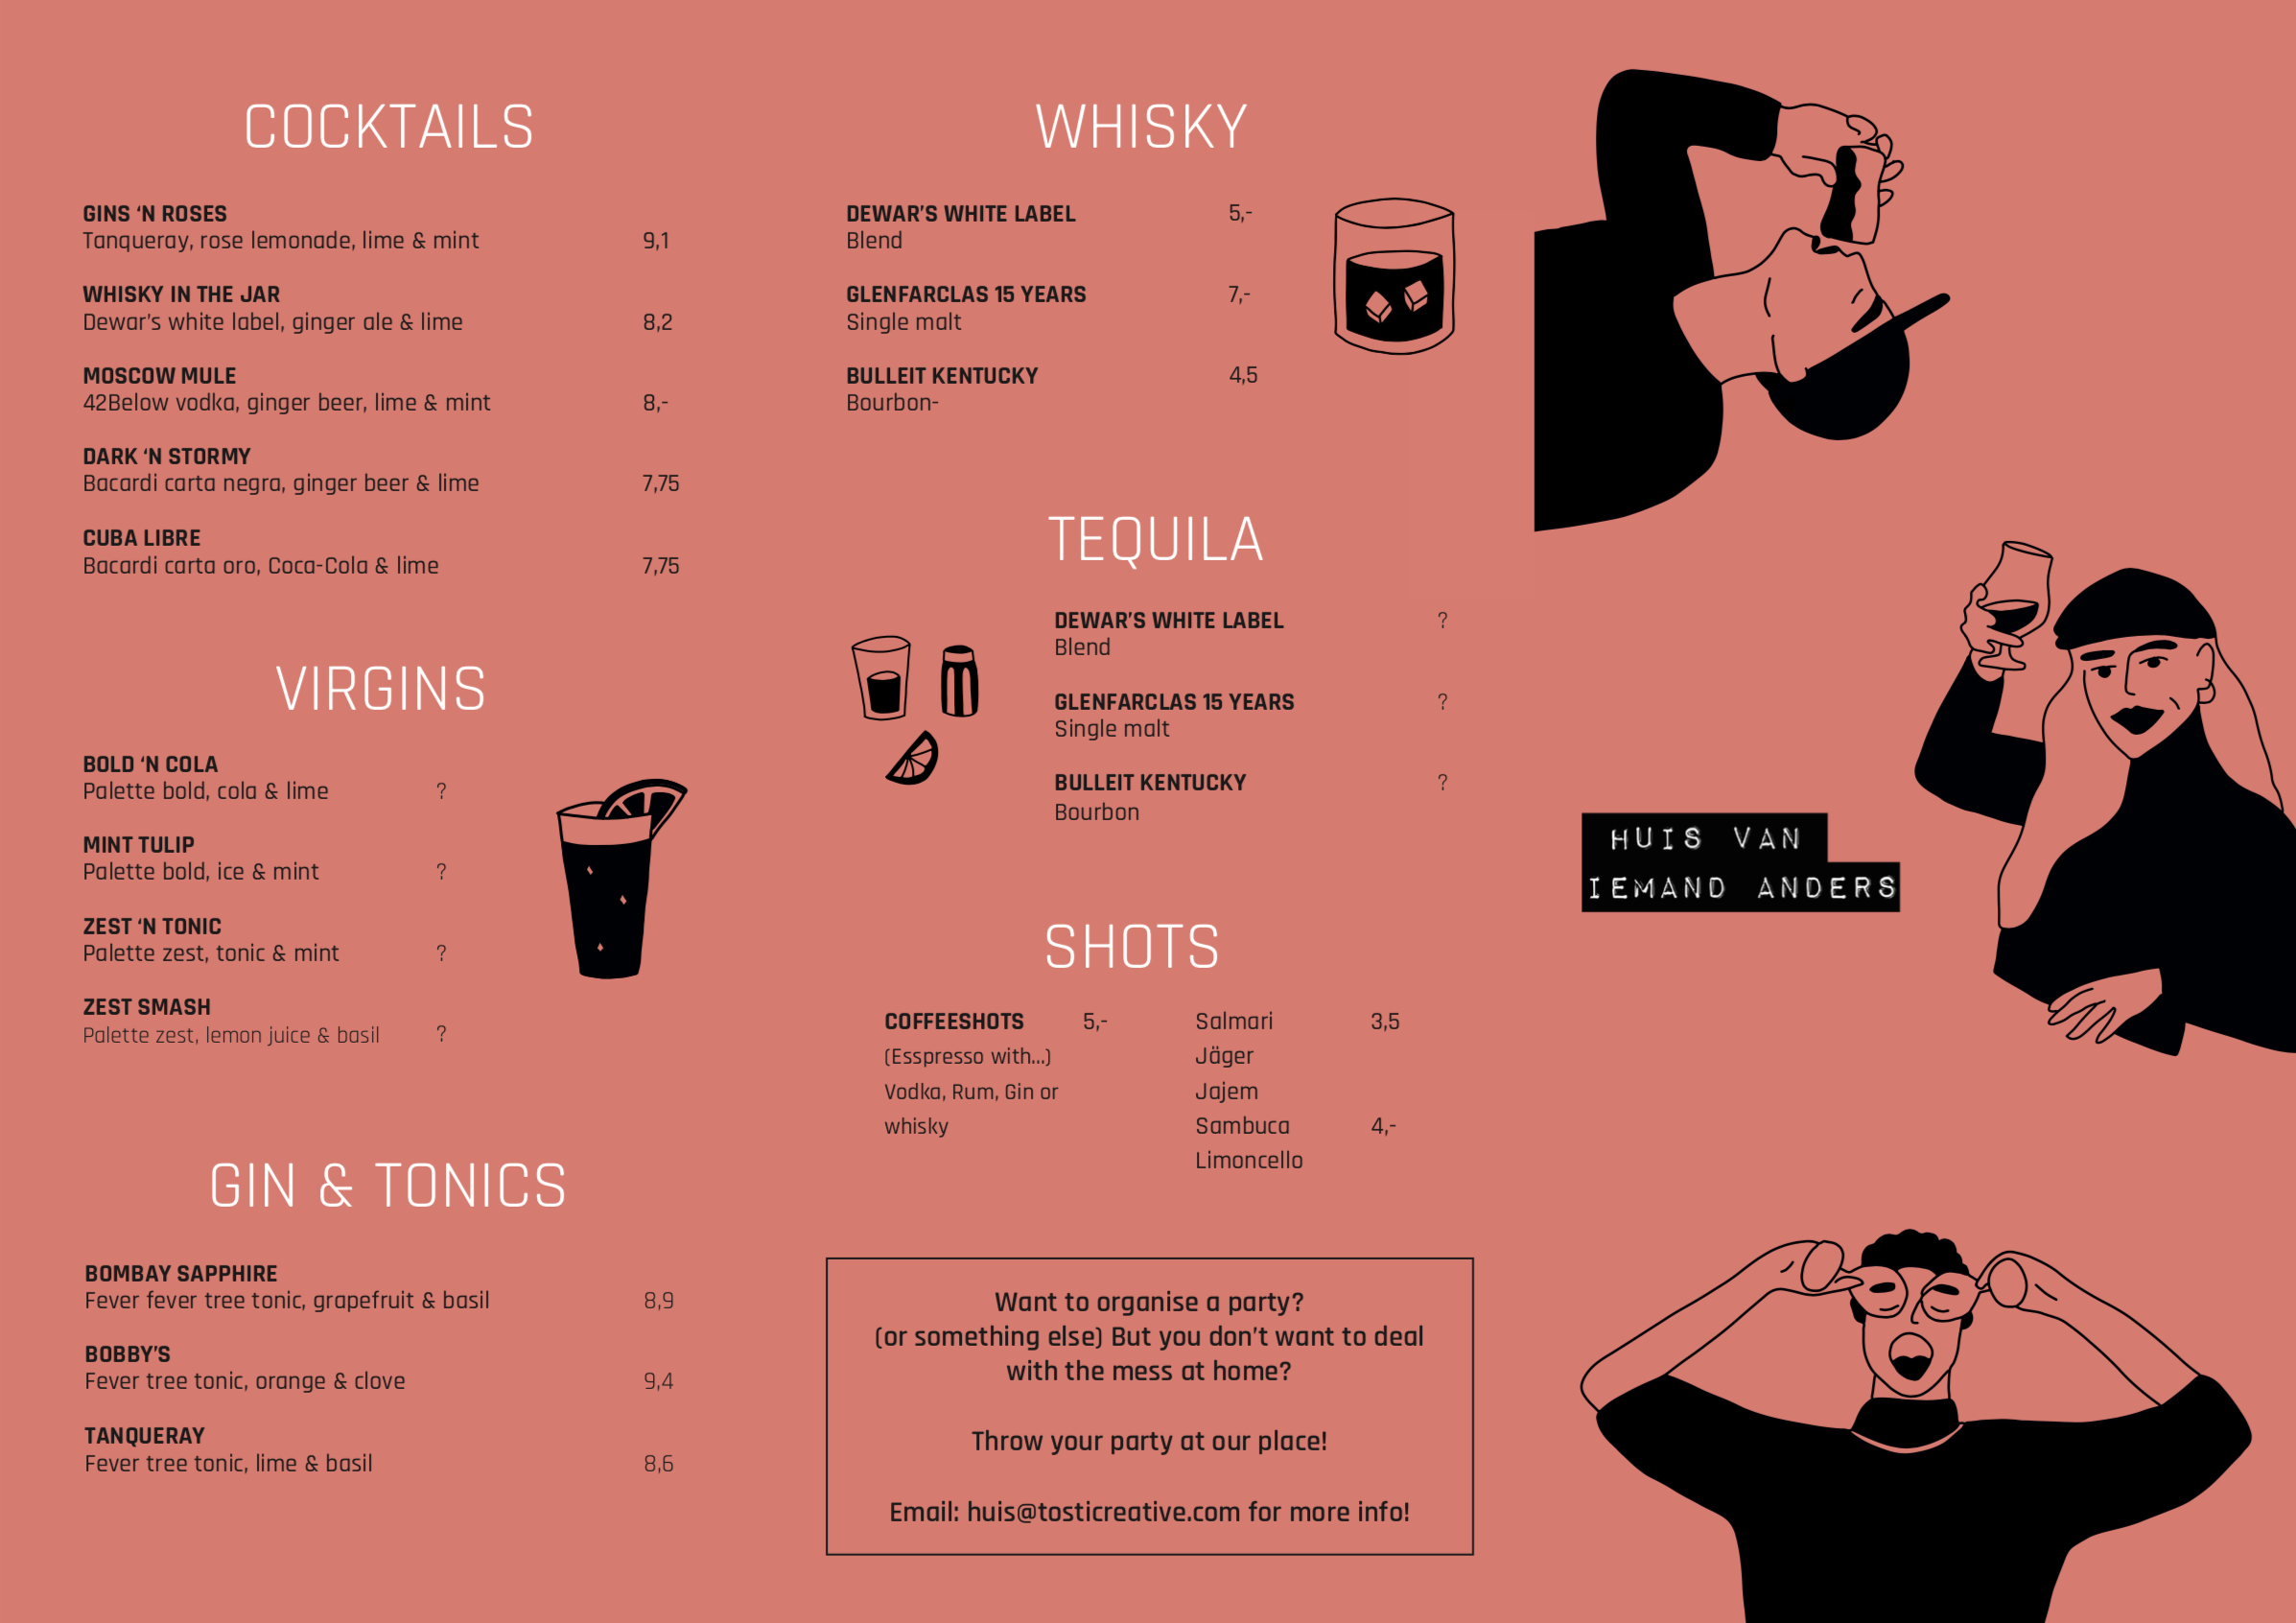 COCKTAILS
GINS ‘N ROSES
Tanqueray, rose lemonade, lime & mint 9,1
WHISKY IN THE JAR
Dewar’s white label, ginger ale & lime 8,2
MOSCOW MULE
42Below vodka, ginger beer, lime & mint 8,-
DARK ‘N STORMY
Bacardi carta negra, ginger beer & lime 7,75
CUBA LIBRE
Bacardi carta oro, Coca-Cola & lime 7,75
VIRGINS
BOLD ‘N COLA
Palette bold, cola & lime ?
MINT TULIP
Palette bold, ice & mint ?
ZEST ‘N TONIC
Palette zest, tonic & mint ?
ZEST SMASH
Palette zest, lemon juice & basil ?
GIN & TONICS
BOMBAY SAPPHIRE
Fever fever tree tonic, grapefruit & basil 8,9
BOBBY’S
Fever tree tonic, orange & clove 9,4
TANQUERAY
Fever tree tonic, lime & basil 8,6
WHISKY
DEWAR’S WHITE LABEL 5,-
Blend
GLENFARCLAS 15 YEARS 7,-
Single malt
BULLEIT KENTUCKY 4,5
Bourbon-
TEQUILA
DEWAR’S WHITE LABEL ?
Blend
GLENFARCLAS 15 YEARS ?
Single malt
BULLEIT KENTUCKY ?
Bourbon
SHOTS
COFFEESHOTS 5,-
(Esspresso with...)
Vodka, Rum, Gin or
whisky
Salmari 3,5
Jäger
Jajem
Sambuca 4,-
Limoncello
Want to organise a party?
(or something else) But you don’t want to deal
with the mess at home?
Throw your party at our place!
Email: huis@tosticreative.com for more info!
HUIS VAN
IEMAND ANDERS